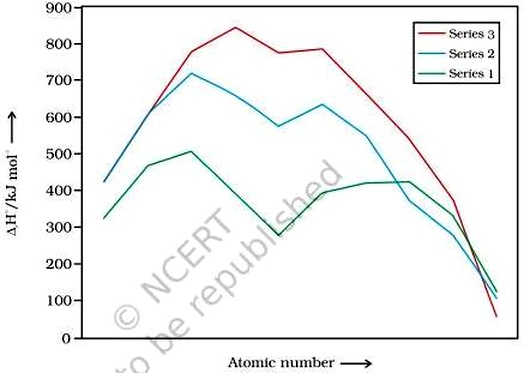 900
800
700
600
500
400
300
200
100
0
ΔH⁻/kJ mol⁻
Series 3
Series 2
Series 1
© NCERT
to be republished
Atomic number